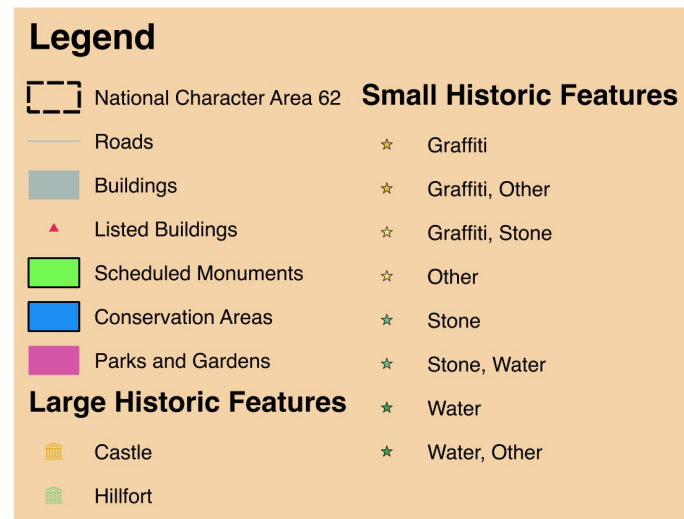 Legend
National Character Area 62
Roads
Buildings
Listed Buildings
Scheduled Monuments
Conservation Areas
Parks and Gardens
Large Historic Features
Castle
Hillfort
Small Historic Features
Graffiti
Graffiti, Other
Graffiti, Stone
Other
Stone
Stone, Water
Water
Water, Other